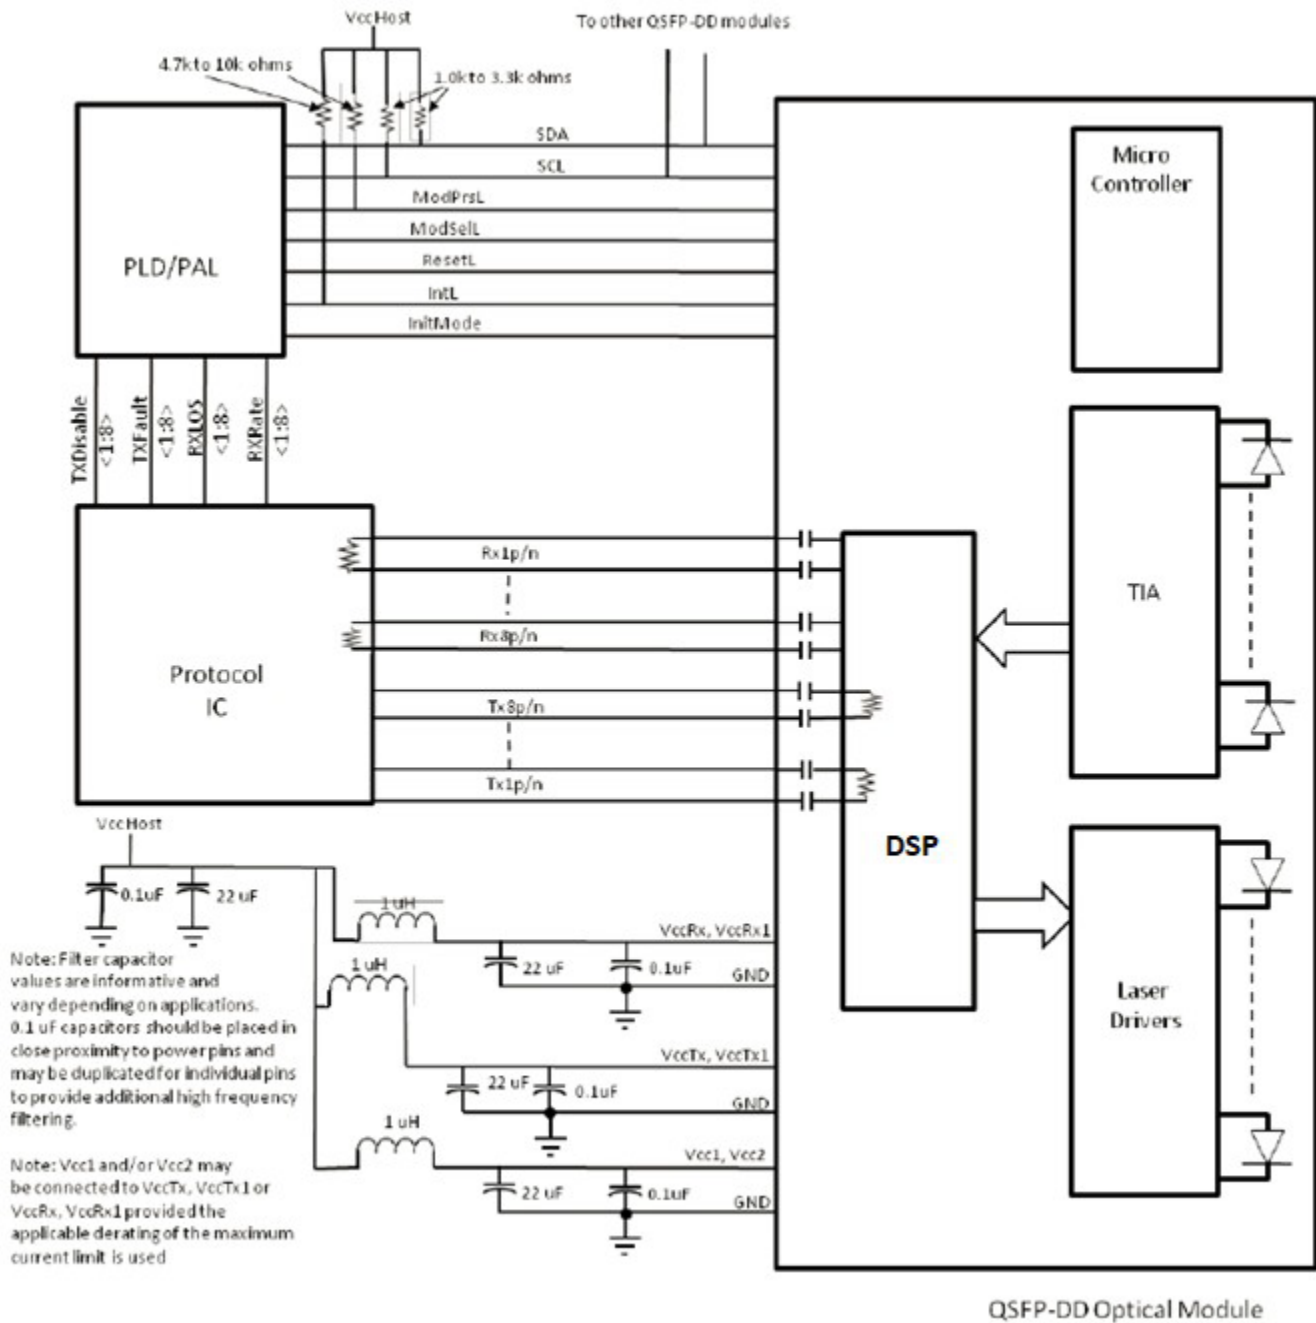 VccHost
To other QSFP-DD modules
4.7k to 10k ohms
1.0k to 3.3k ohms
SDA
SCL
ModPrsL
ModSelL
ResetL
IntL
InitMode
PLD/PAL
Micro
Controller
TXDisable
<1:8>
TXFault
<1:8>
RXLOS
<1:8>
RXRate
<1:8>
Rx1p/n
Rx8p/n
Tx8p/n
Tx1p/n
Protocol
IC
TIA
DSP
VccHost
0.1uF
22 uF
1 uH
VccRx, VccRx1
22 uF
0.1uF
GND
1 uH
VccTx, VccTx1
22 uF
0.1uF
GND
1 uH
Vcc1, Vcc2
22 uF
0.1uF
GND
Laser
Drivers
Note: Filter capacitor
values are informative and
vary depending on applications.
0.1 uf capacitors should be placed in
close proximity to power pins and
may be duplicated for individual pins
to provide additional high frequency
filtering.
Note: Vcc1 and/or Vcc2 may
be connected to VccTx, VccTx1 or
VccRx, VccRx1 provided the
applicable derating of the maximum
current limit is used
QSFP-DD Optical Module